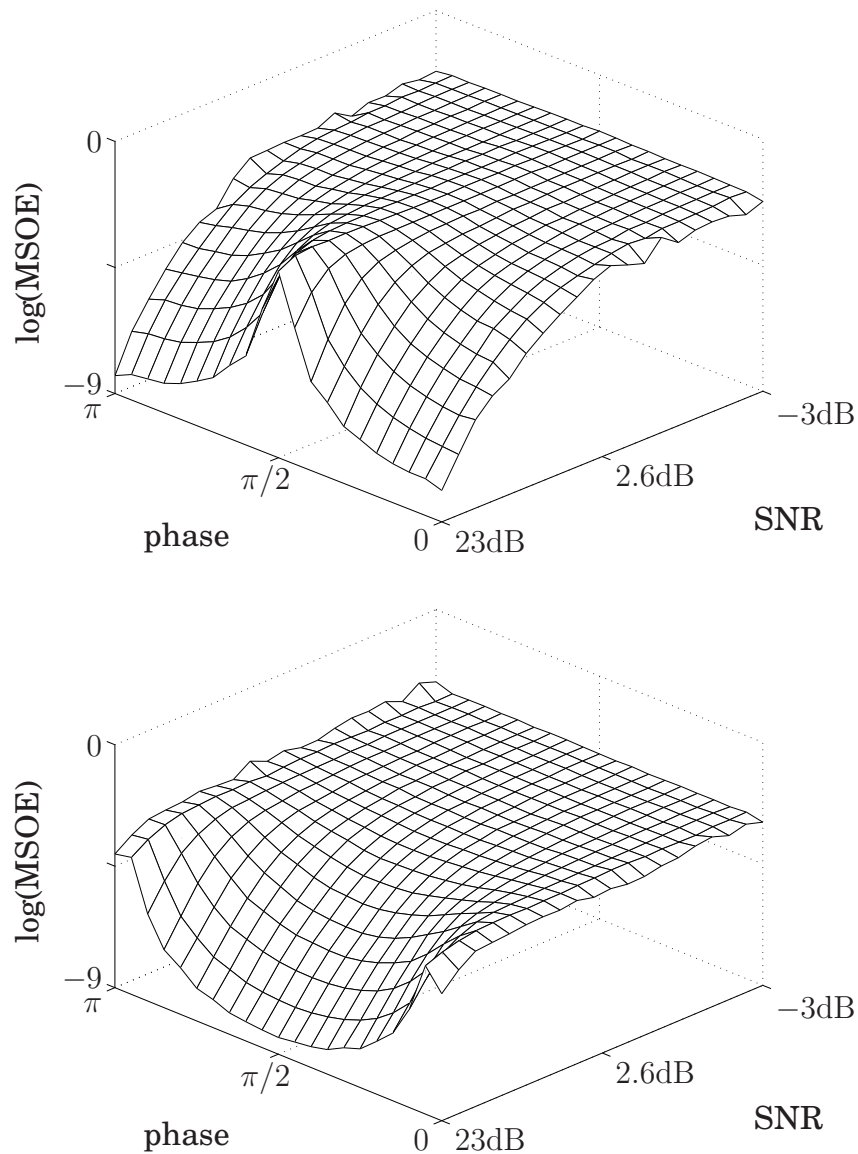 0
log(MSOE)
−9
π
−3dB
π/2
2.6dB
phase
SNR
0
23dB
0
log(MSOE)
−9
π
−3dB
π/2
2.6dB
phase
SNR
0
23dB